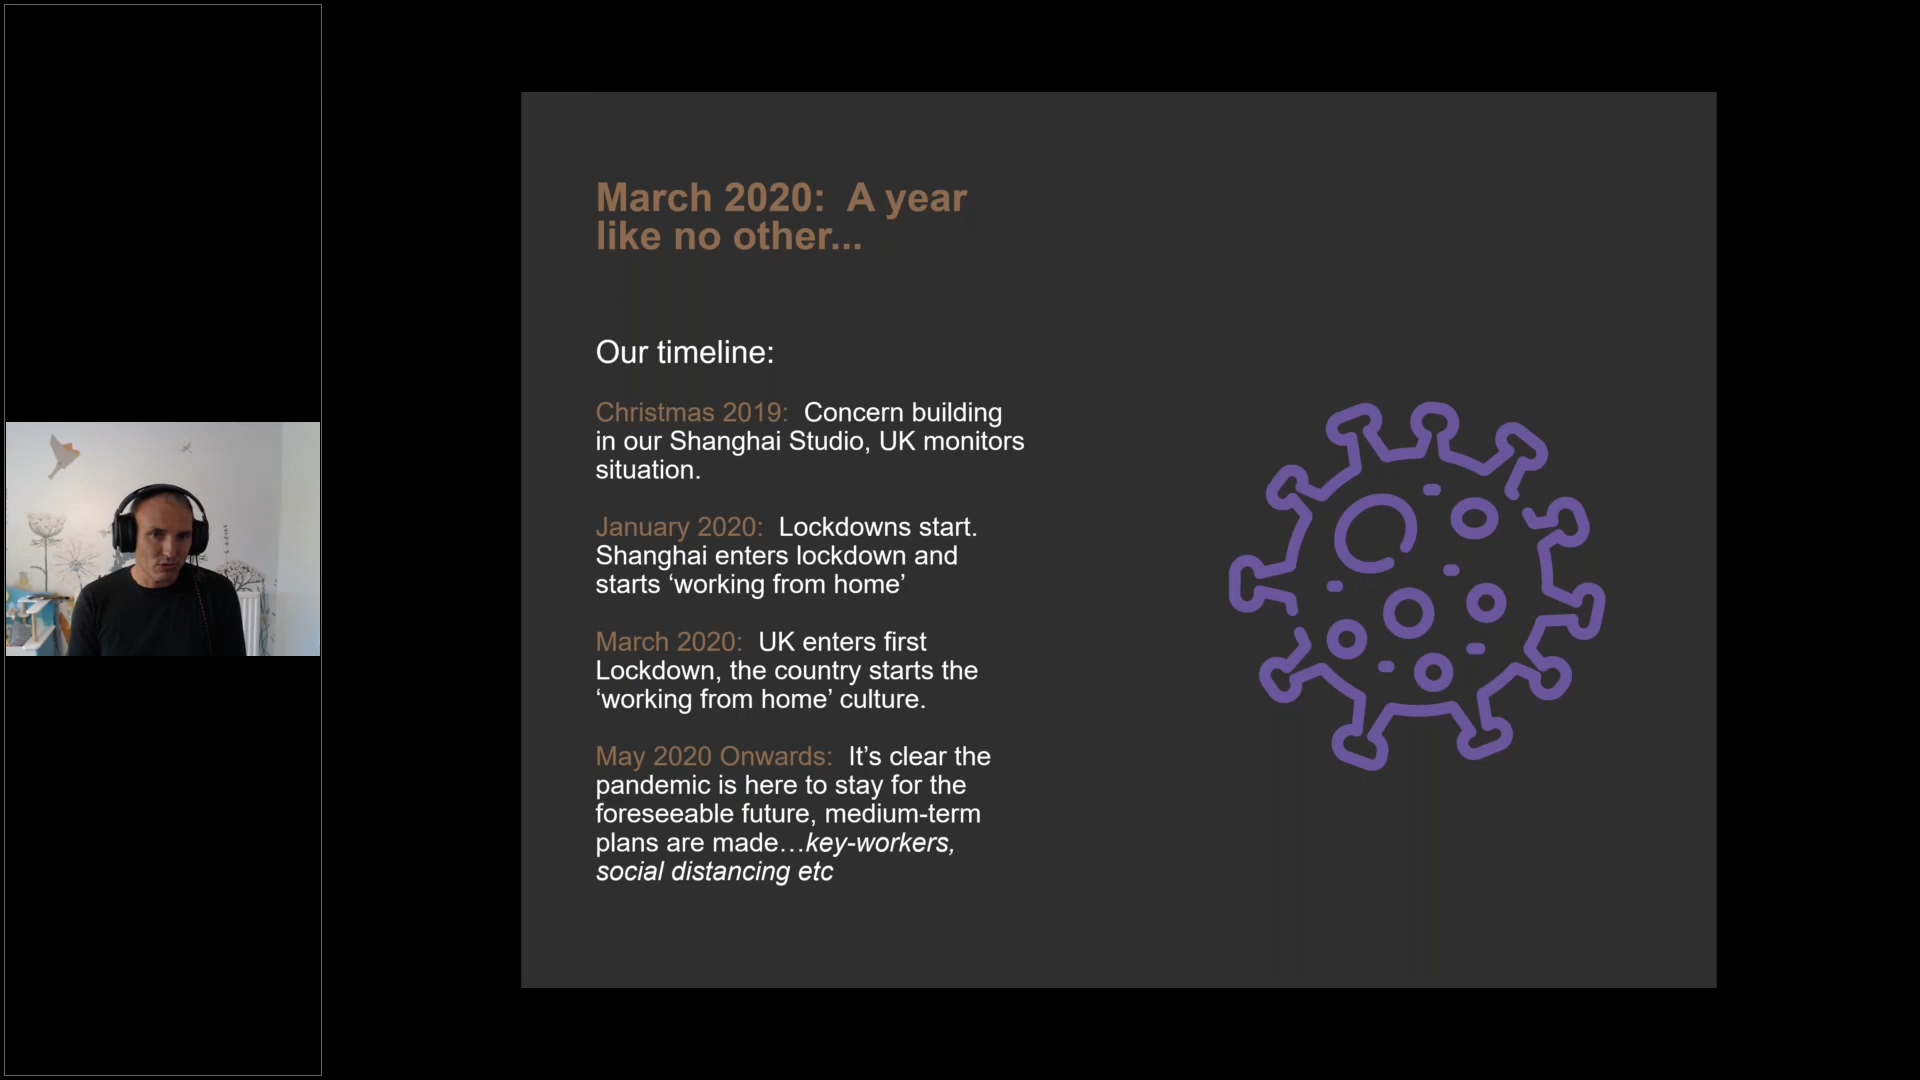 March 2020:  A year
like no other...
Our timeline:
Christmas 2019:  Concern building
in our Shanghai Studio, UK monitors
situation.
January 2020:  Lockdowns start.
Shanghai enters lockdown and
starts ‘working from home’
March 2020:  UK enters first
Lockdown, the country starts the
‘working from home’ culture.
May 2020 Onwards:  It’s clear the
pandemic is here to stay for the
foreseeable future, medium-term
plans are made…key-workers,
social distancing etc